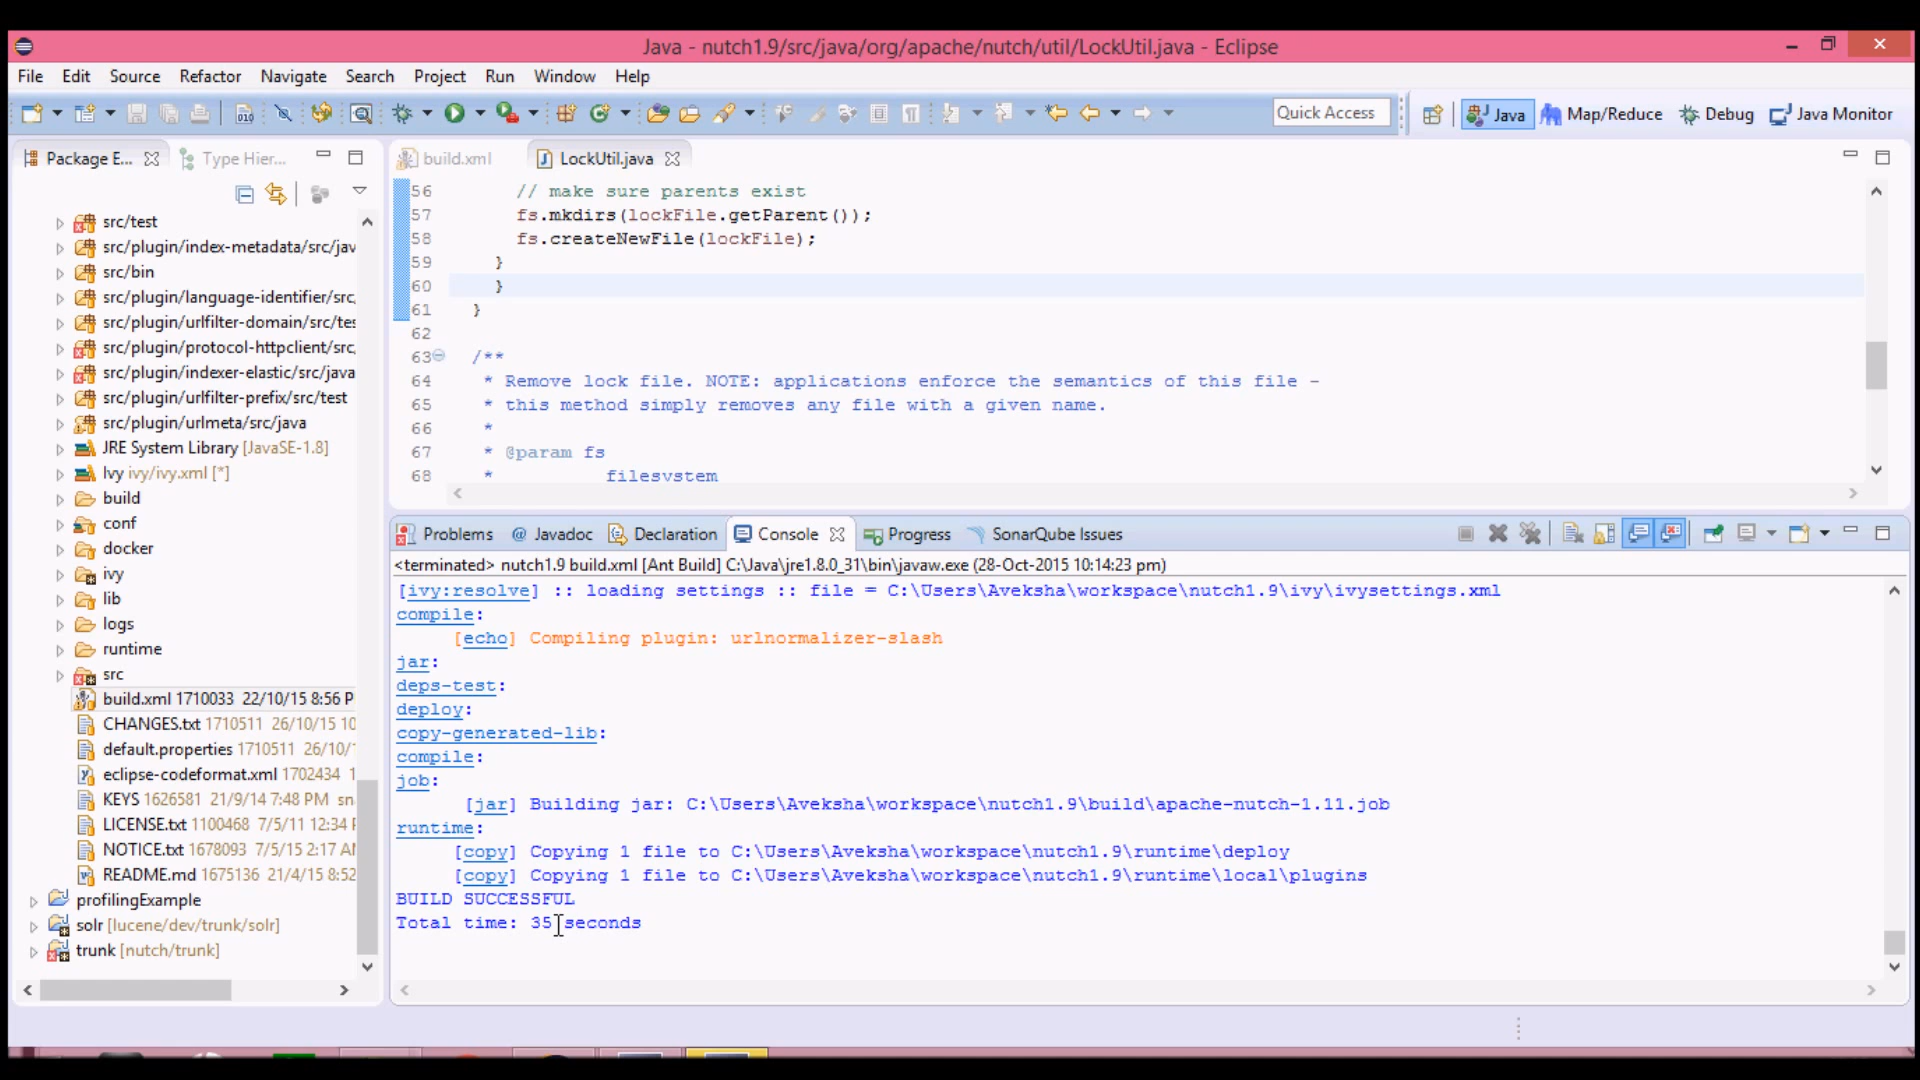 Java - nutch1.9/src/java/org/apache/nutch/util/LockUtil.java - Eclipse
File Edit Source Refactor Navigate Search Project Run Window Help
010 Quick Access Java Map/Reduce Debug Java Monitor
Package E... Type Hier...
src/test
src/plugin/index-metadata/src/jav
src/bin
src/plugin/language-identifier/src,
src/plugin/urlfilter-domain/src/tes
src/plugin/protocol-httpclient/src,
src/plugin/indexer-elastic/src/java
src/plugin/urlfilter-prefix/src/test
src/plugin/urlmeta/src/java
JRE System Library [JavaSE-1.8]
Ivy ivy/ivy.xml [*]
build
conf
docker
ivy
lib
logs
runtime
src
build.xml 1710033 22/10/15 8:56 P
CHANGES.txt 1710511 26/10/15 10
default.properties 1710511 26/10/
eclipse-codeformat.xml 1702434 1
KEYS 1626581 21/9/14 7:48 PM sn
LICENSE.txt 1100468 7/5/11 12:34 P
NOTICE.txt 1678093 7/5/15 2:17 AM
README.md 1675136 21/4/15 8:52
profilingExample
solr [lucene/dev/trunk/solr]
trunk [nutch/trunk]
build.xml LockUtil.java
56 // make sure parents exist
57 fs.mkdirs(lockFile.getParent());
58 fs.createNewFile(lockFile);
59 }
60 }
61 }
62
63 /**
64 * Remove lock file. NOTE: applications enforce the semantics of this file -
65 * this method simply removes any file with a given name.
66 *
67 * @param fs
68 * filesystem
Problems @ Javadoc Declaration Console Progress SonarQube Issues
<terminated> nutch1.9 build.xml [Ant Build] C:\Java\jre1.8.0_31\bin\javaw.exe (28-Oct-2015 10:14:23 pm)
[ivy:resolve] :: loading settings :: file = C:\Users\Aveksha\workspace\nutch1.9\ivy\ivysettings.xml
compile:
[echo] Compiling plugin: urlnormalizer-slash
jar:
deps-test:
deploy:
copy-generated-lib:
compile:
job:
[jar] Building jar: C:\Users\Aveksha\workspace\nutch1.9\build\apache-nutch-1.11.job
runtime:
[copy] Copying 1 file to C:\Users\Aveksha\workspace\nutch1.9\runtime\deploy
[copy] Copying 1 file to C:\Users\Aveksha\workspace\nutch1.9\runtime\local\plugins
BUILD SUCCESSFUL
Total time: 35 seconds